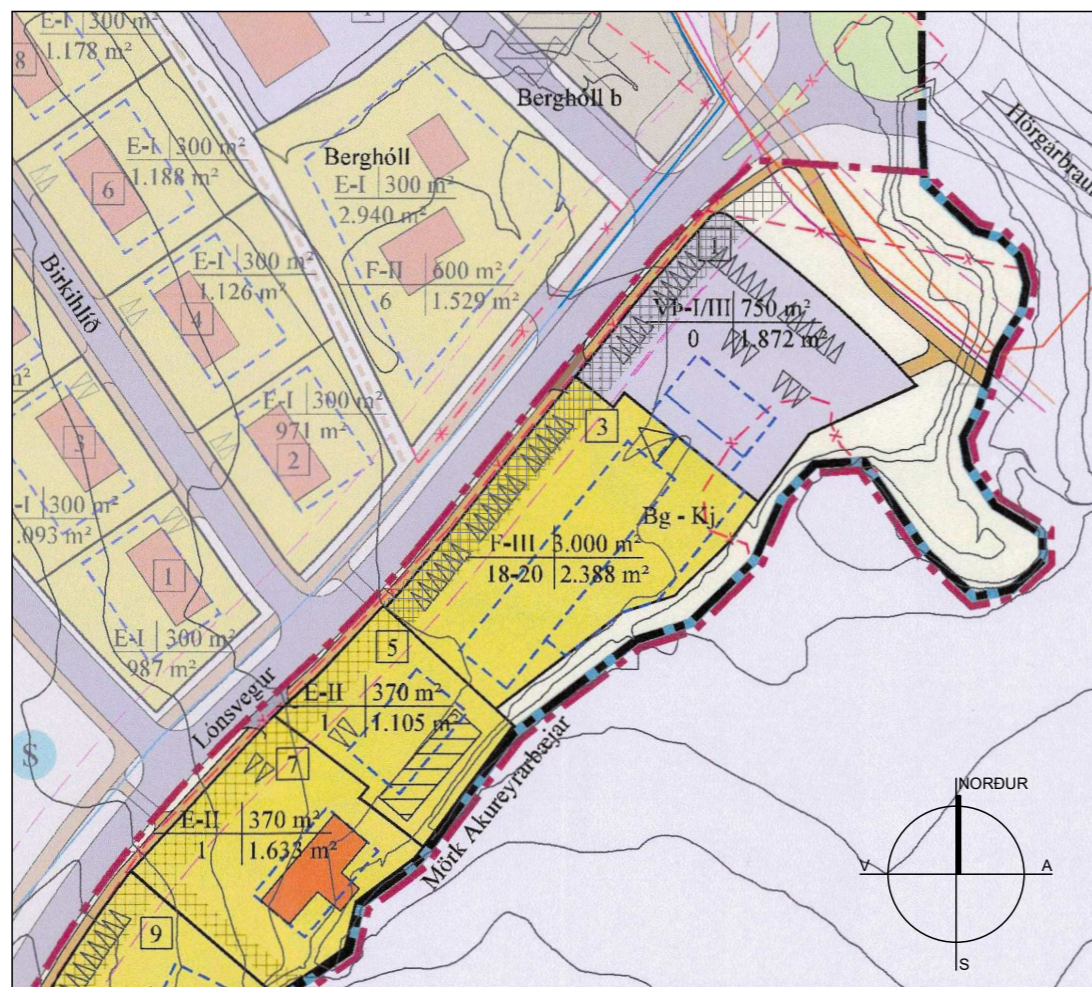 E-I | 300 m²
1.178 m²
8
1
Berghóll b
Hörgárbrau
E-I | 300 m²
1.188 m²
6
Berghóll
E-I | 300 m²
2.940 m²
F-II | 600 m²
6 | 1.529 m²
Birkihlíð
E-I | 300 m²
1.126 m²
4
1
VÞ-I/III | 750 m²
0 | 1.872 m²
m²
E-I | 300 m²
971 m²
2
3
3
-I | 300 m²
.093 m²
Bg - Kj.
F-III | 3.000 m²
18-20 | 2.388 m²
1
E-I | 300 m²
987 m²
5
E-II | 370 m²
1 | 1.105 m²
Lónsvegur
S
7
E-II | 370 m²
1 | 1.633 m²
Mörk Akureyrarbæjar
9
NORÐUR
V
A
S